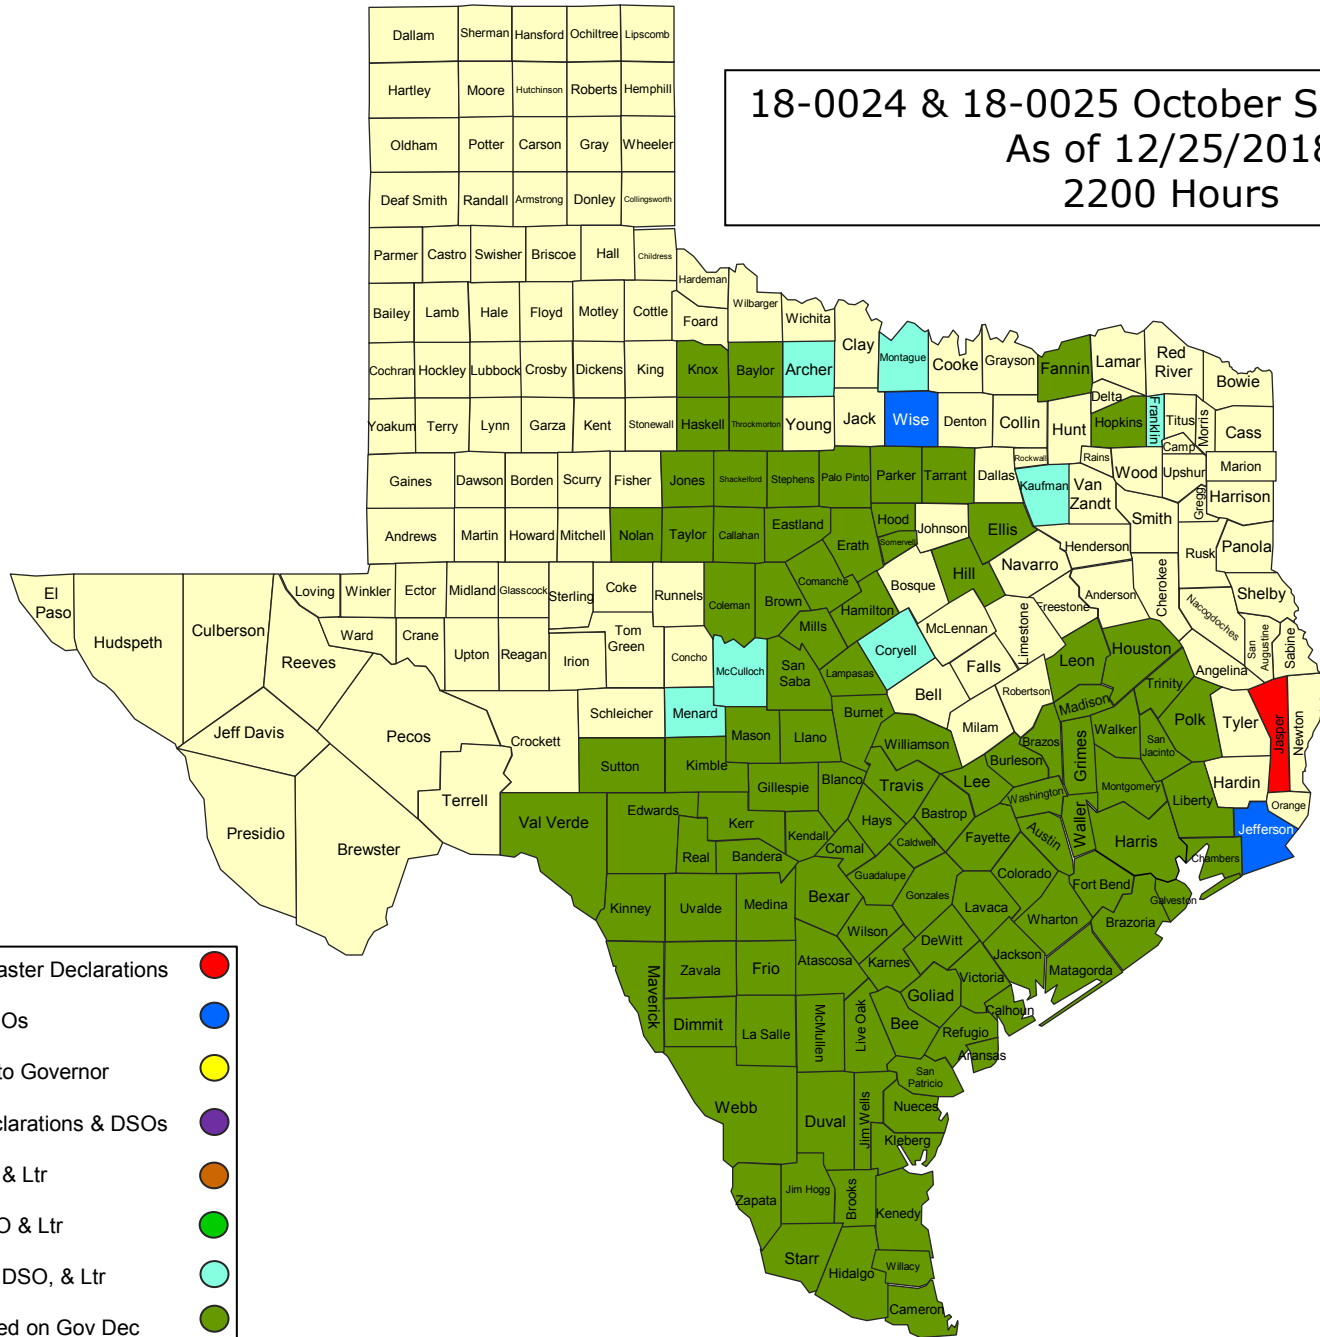 18-0024 & 18-0025 October S
As of 12/25/2018
2200 Hours
Dallam Sherman Hansford Ochiltree Lipscomb
Hartley Moore Hutchinson Roberts Hemphill
Oldham Potter Carson Gray Wheeler
Deaf Smith Randall Armstrong Donley Collingsworth
Parmer Castro Swisher Briscoe Hall Childress
Hardeman
Bailey Lamb Hale Floyd Motley Cottle Foard Wilbarger Wichita Clay Montague Cooke Grayson Fannin Lamar Red River Bowie
Cochran Hockley Lubbock Crosby Dickens King Knox Baylor Archer
Yoakum Terry Lynn Garza Kent Stonewall Haskell Throckmorton Young Jack Wise Denton Collin Hunt Delta Hopkins Franklin Titus Camp Morris Cass
Gaines Dawson Borden Scurry Fisher Jones Shackelford Stephens Palo Pinto Parker Tarrant Dallas Rockwall Kaufman Rains Van Zandt Wood Upshur Gregg Marion Harrison
Andrews Martin Howard Mitchell Nolan Taylor Callahan Eastland Erath Hood Somervell Johnson Ellis Henderson Smith Rusk Panola
El Paso Hudspeth Culberson Reeves Loving Winkler Ector Midland Glasscock Sterling Coke Runnels Coleman Brown Comanche Hamilton Bosque Hill Navarro Freestone Anderson Cherokee Nacogdoches Shelby
Ward Crane Upton Reagan Irion Tom Green Concho McCulloch San Saba Mills Lampasas Coryell McLennan Falls Limestone Leon Houston Angelina San Augustine Sabine
Jeff Davis Pecos Crockett Schleicher Menard Mason Llano Burnet Bell Milam Robertson Madison Trinity Polk Tyler Jasper Newton
Presidio Brewster Terrell Sutton Kimble Gillespie Blanco Williamson Travis Lee Burleson Brazos Grimes Walker San Jacinto Hardin Orange
Val Verde Edwards Kerr Real Bandera Kendall Comal Hays Caldwell Bastrop Fayette Washington Austin Waller Montgomery Liberty Harris Jefferson Chambers
Kinney Uvalde Medina Bexar Guadalupe Gonzales Lavaca Colorado Wharton Fort Bend Brazoria Galveston
Maverick Zavala Frio Atascosa Wilson Karnes DeWitt Jackson Matagorda
Dimmit La Salle McMullen Live Oak Bee Goliad Victoria Calhoun Refugio Aransas
Webb Duval Jim Wells San Patricio Nueces Kleberg
Zapata Jim Hogg Brooks Kenedy
Starr Hidalgo Willacy
Cameron
aster Declarations
Os
to Governor
clarations & DSOs
& Ltr
O & Ltr
DSO, & Ltr
ed on Gov Dec